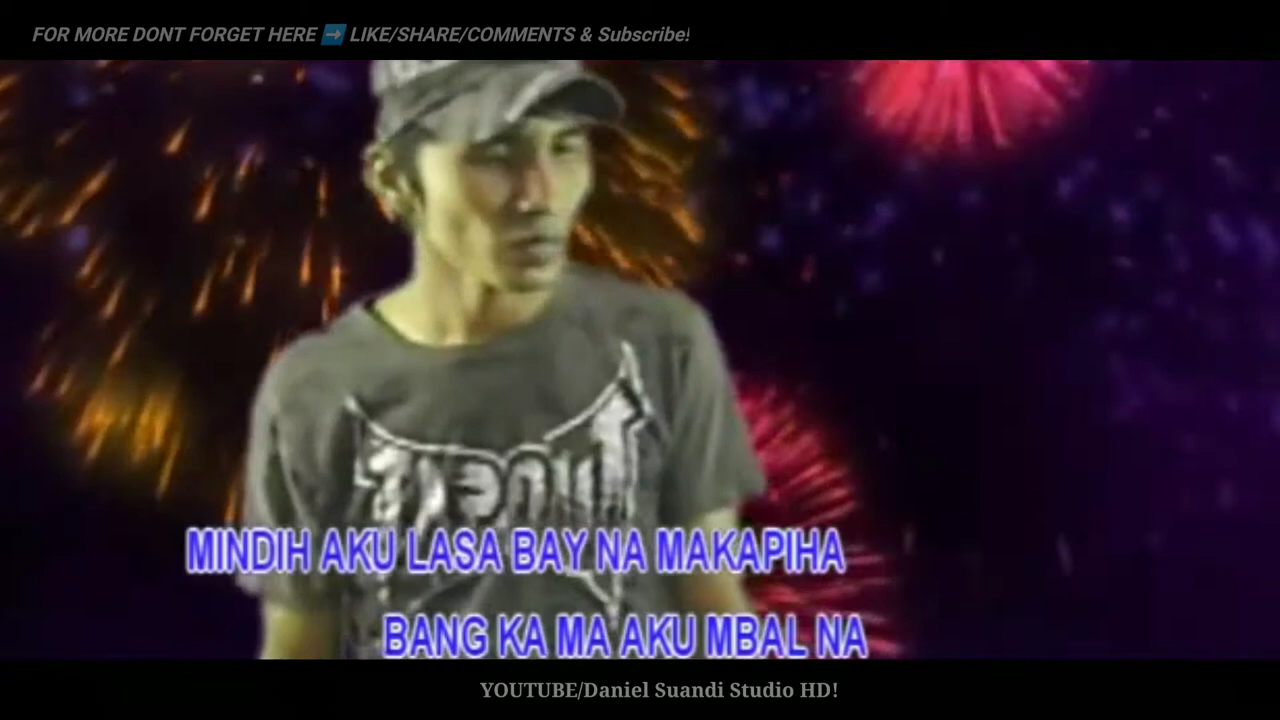 FOR MORE DONT FORGET HERE ➡ LIKE/SHARE/COMMENTS & Subscribe!
TAPOUT
MINDIH AKU LASA BAY NA MAKAPIHA
BANG KA MA AKU MBAL NA
YOUTUBE/Daniel Suandi Studio HD!